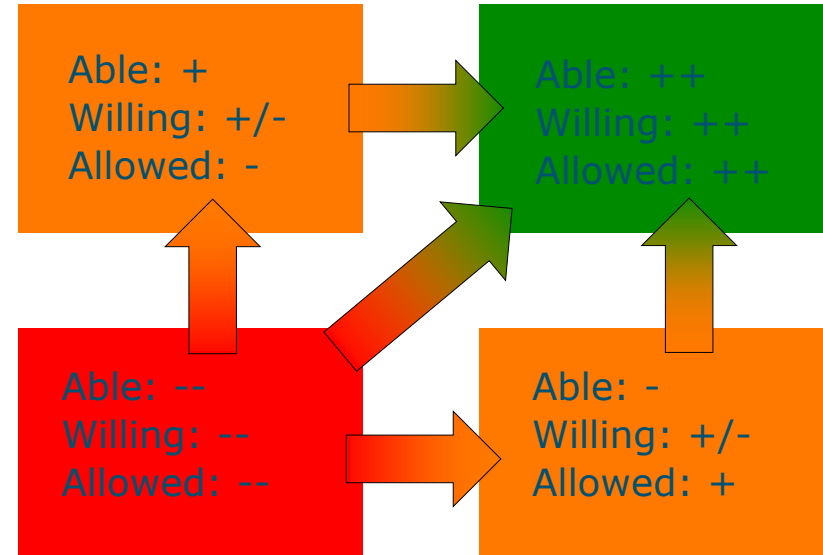 Able: +
Willing: +/-
Allowed: -
Able: ++
Willing: ++
Allowed: ++
Able: --
Willing: --
Allowed: --
Able: -
Willing: +/-
Allowed: +